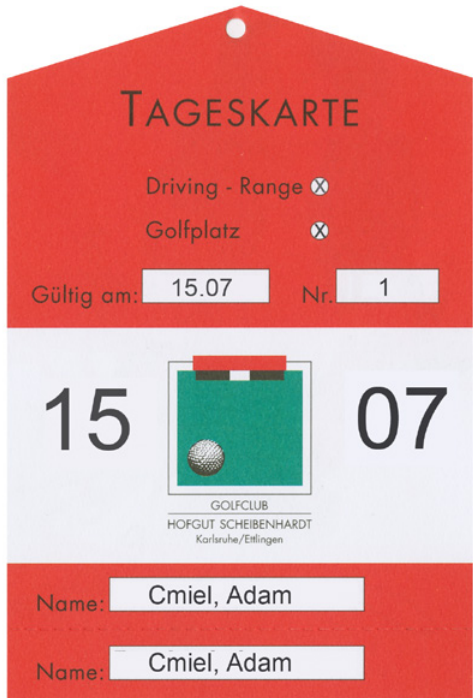 TAGESKARTE
Driving - Range X
Golfplatz X
Gültig am: 15.07 Nr. 1
15 07
GOLFCLUB
HOFGUT SCHEIBENHARDT
Karlsruhe/Ettlingen
Name: Cmiel, Adam
Name: Cmiel, Adam